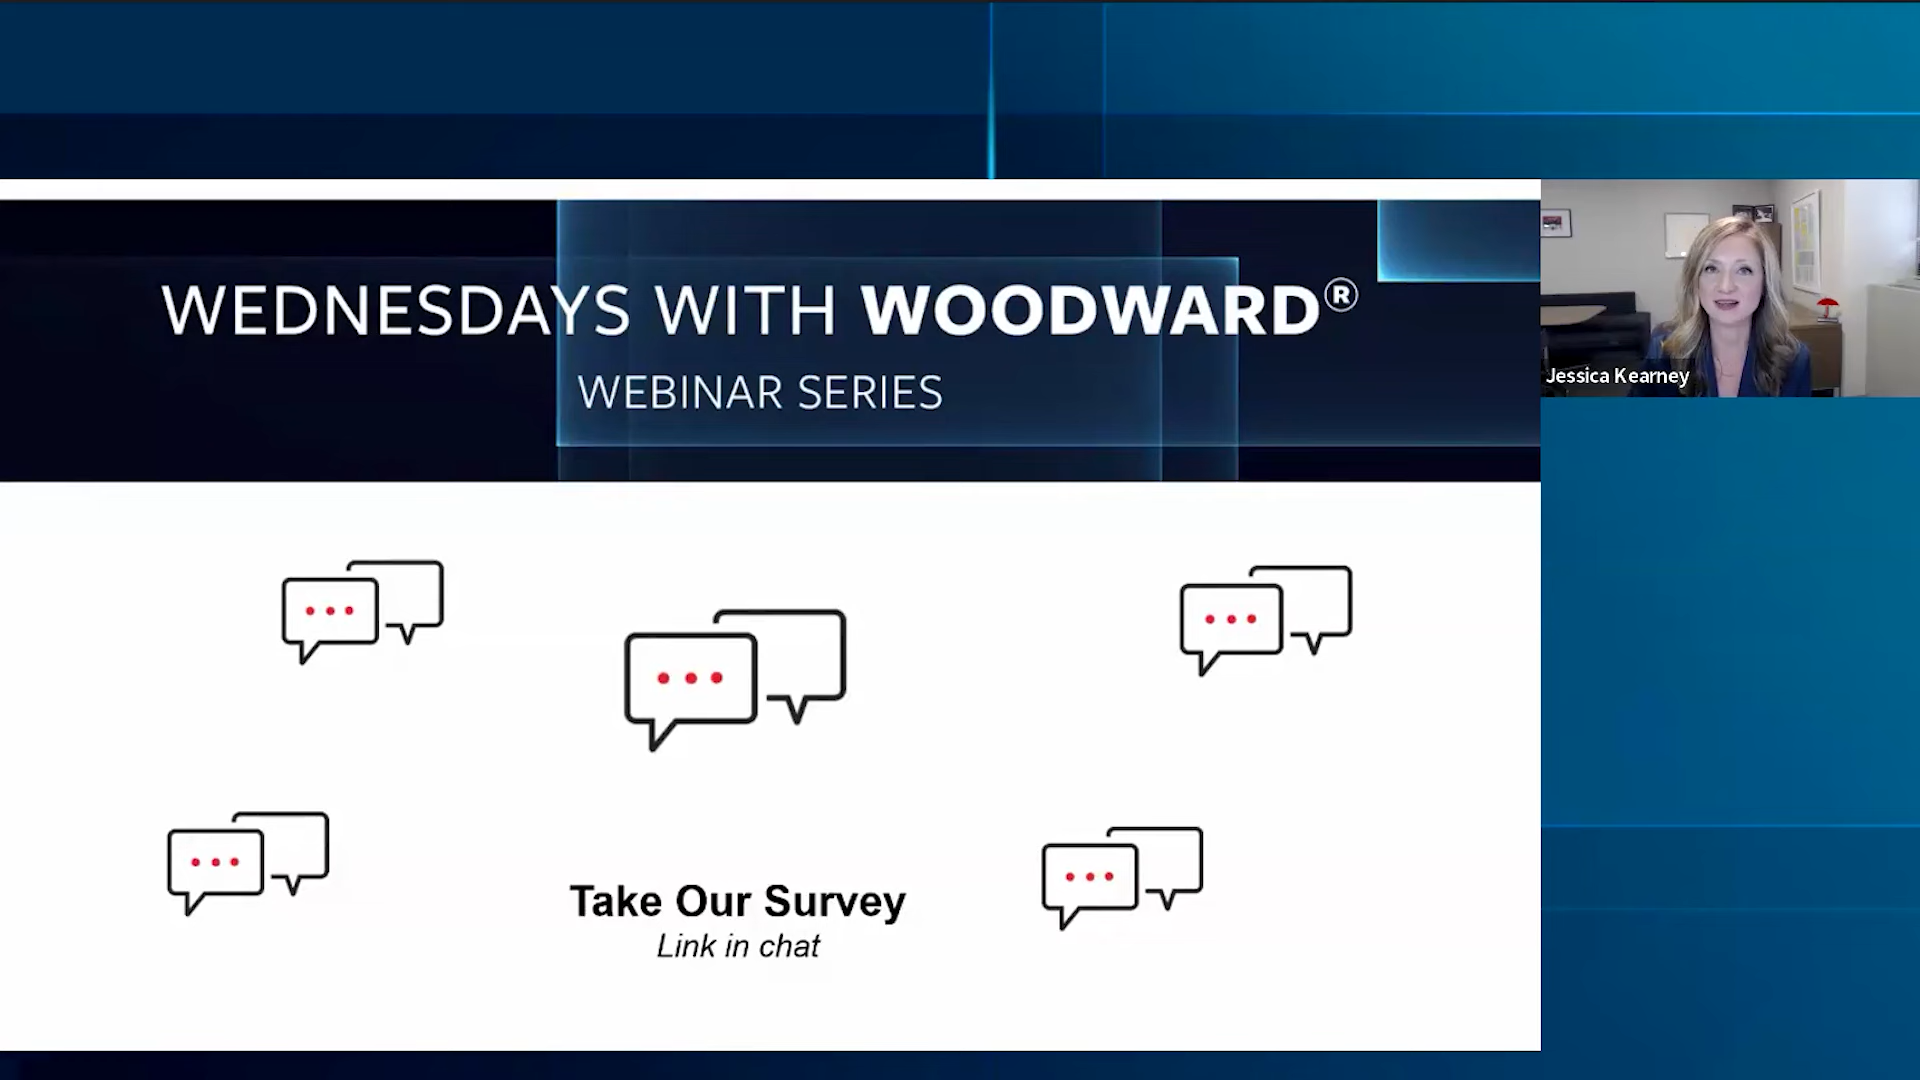 WEDNESDAYS WITH WOODWARD®
WEBINAR SERIES
Jessica Kearney
Take Our Survey
Link in chat